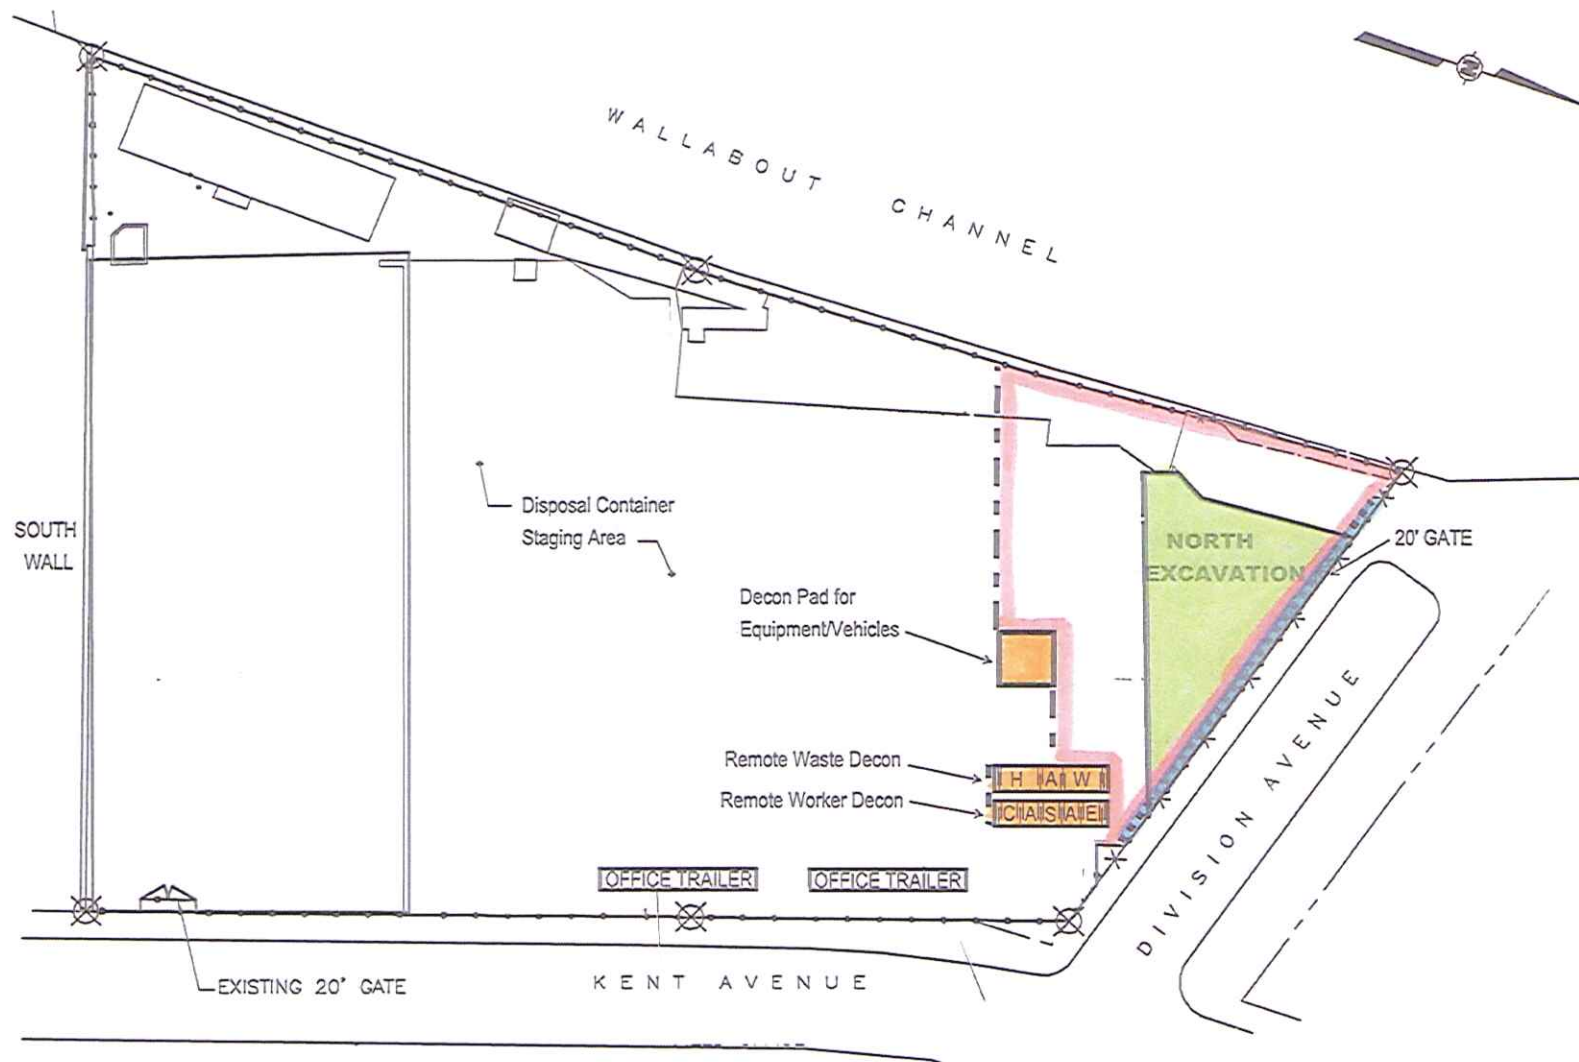 WALLABOUT CHANNEL
N
SOUTH
WALL
Disposal Container
Staging Area
NORTH
EXCAVATION
20' GATE
Decon Pad for
Equipment/Vehicles
Remote Waste Decon
H A W
Remote Worker Decon
C A S A E
OFFICE TRAILER
OFFICE TRAILER
DIVISION AVENUE
EXISTING 20' GATE
KENT AVENUE